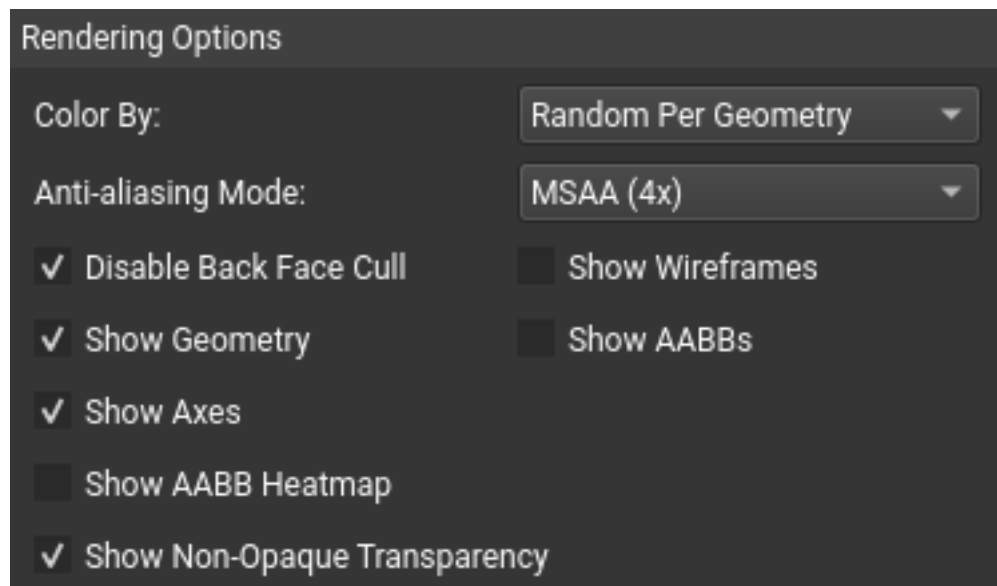 Rendering Options
Color By: Random Per Geometry
Anti-aliasing Mode: MSAA (4x)
Disable Back Face Cull Show Wireframes
Show Geometry Show AABBs
Show Axes
Show AABB Heatmap
Show Non-Opaque Transparency